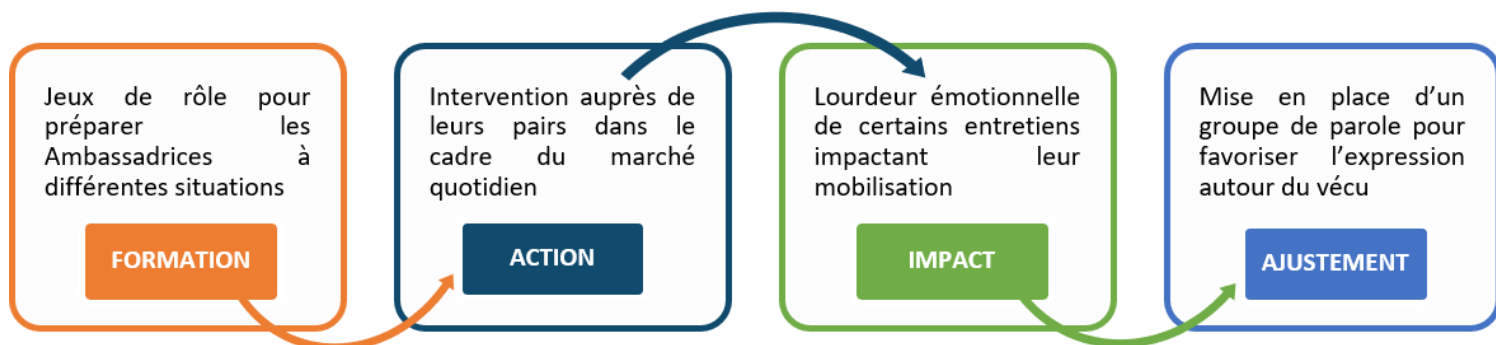 Jeux de rôle pour
préparer les
Ambassadrices à
différentes situations
FORMATION
Intervention auprès de
leurs pairs dans le
cadre du marché
quotidien
ACTION
Lourdeur émotionnelle
de certains entretiens
impactant leur
mobilisation
IMPACT
Mise en place d’un
groupe de parole pour
favoriser l’expression
autour du vécu
AJUSTEMENT